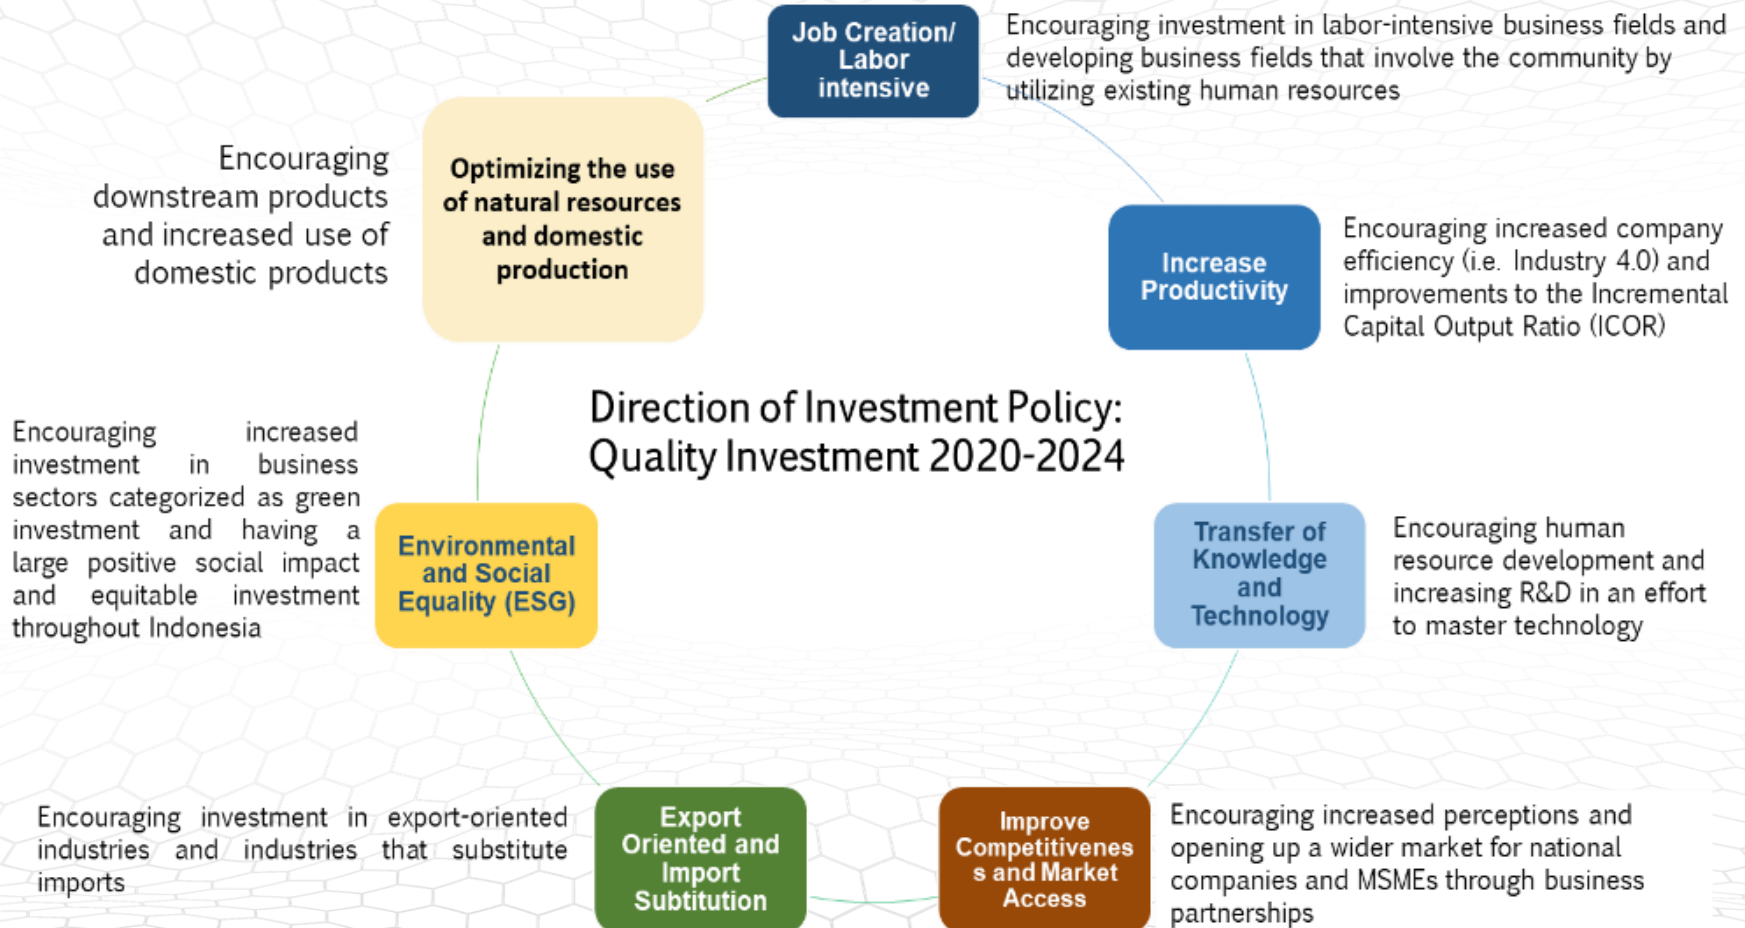 Job Creation/
Labor
intensive
Encouraging investment in labor-intensive business fields and
developing business fields that involve the community by
utilizing existing human resources
Increase
Productivity
Encouraging increased company
efficiency (i.e. Industry 4.0) and
improvements to the Incremental
Capital Output Ratio (ICOR)
Transfer of
Knowledge
and
Technology
Encouraging human
resource development and
increasing R&D in an effort
to master technology
Improve
Competitivenes
s and Market
Access
Encouraging increased perceptions and
opening up a wider market for national
companies and MSMEs through business
partnerships
Export
Oriented and
Import
Subtitution
Encouraging investment in export-oriented
industries and industries that substitute
imports
Environmental
and Social
Equality (ESG)
Encouraging increased
investment in business
sectors categorized as green
investment and having a
large positive social impact
and equitable investment
throughout Indonesia
Optimizing the use
of natural resources
and domestic
production
Encouraging
downstream products
and increased use of
domestic products
Direction of Investment Policy:
Quality Investment 2020-2024